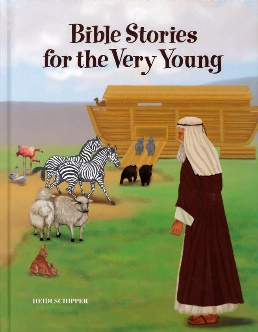 Bible Stories
for the Very Young
HEIDI SCHIPPER